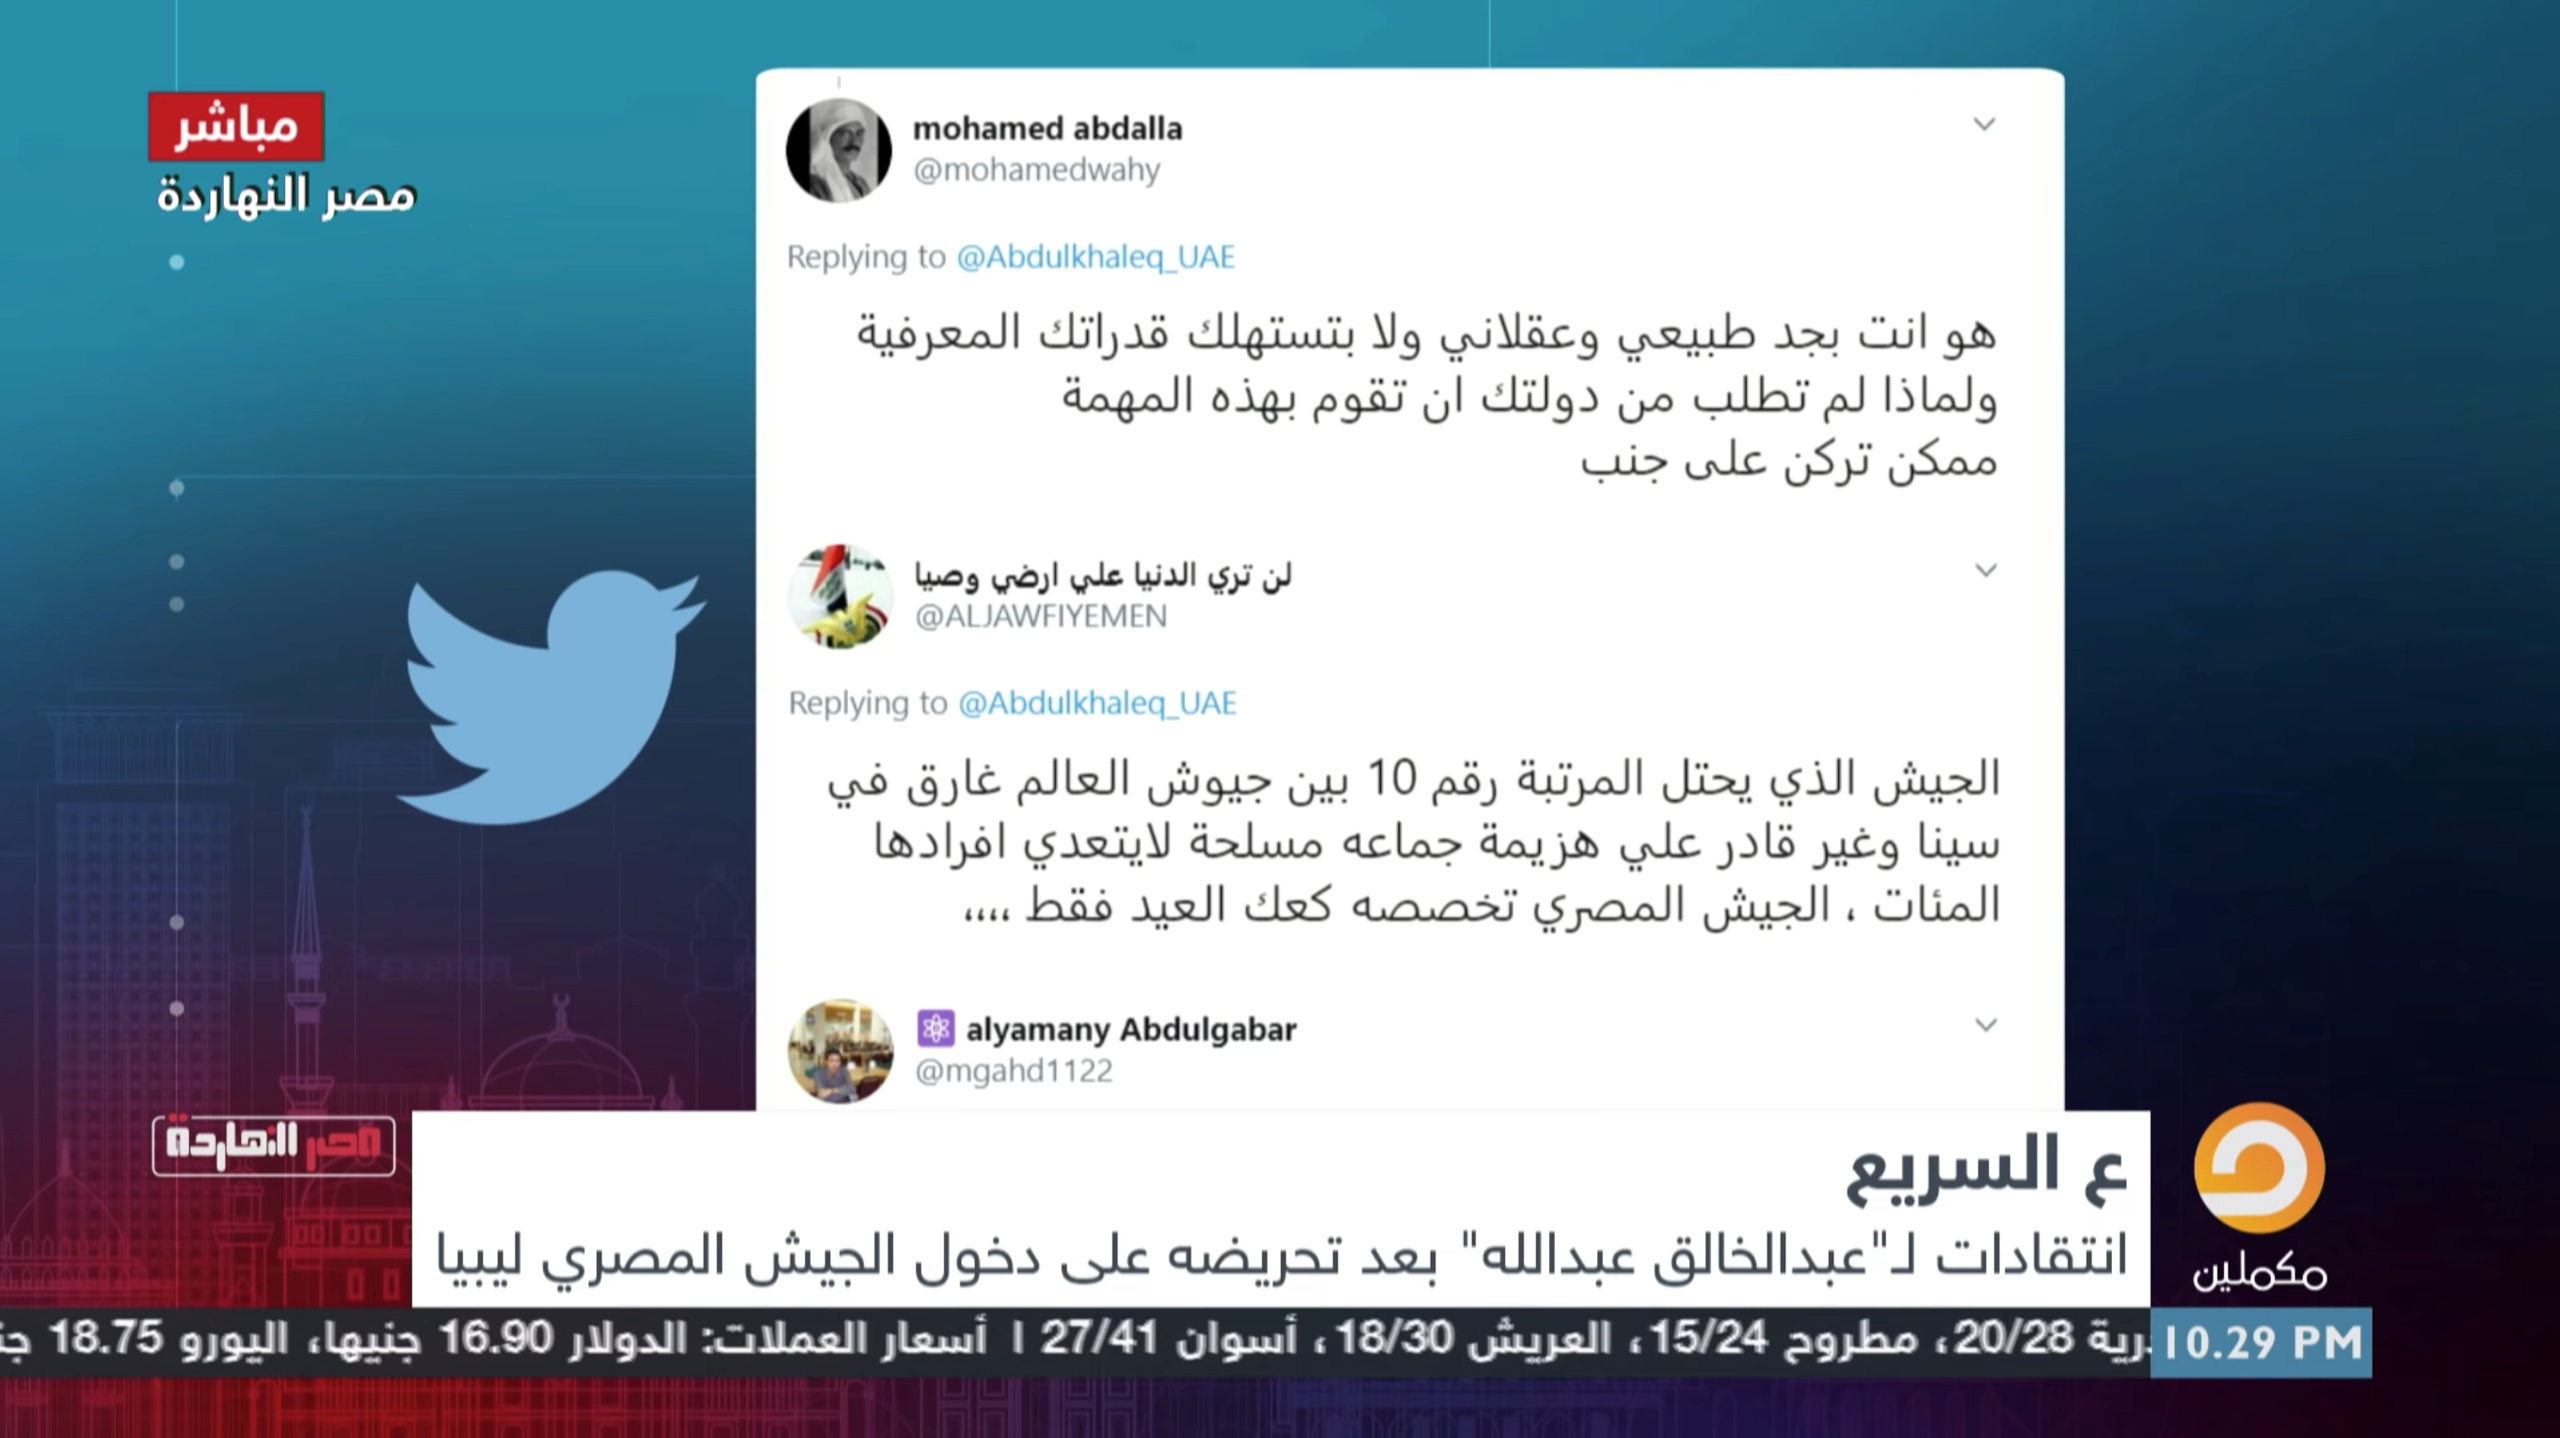 مباشر
مصر النهاردة
mohamed abdalla
@mohamedwahy
Replying to @Abdulkhaleq_UAE
هو انت بجد طبيعي وعقلاني ولا بتستهلك قدراتك المعرفية
ولماذا لم تطلب من دولتك ان تقوم بهذه المهمة
ممكن تركن على جنب
لن تري الدنيا علي ارضي وصيا
@ALJAWFIYEMEN
Replying to @Abdulkhaleq_UAE
الجيش الذي يحتل المرتبة رقم 10 بين جيوش العالم غارق في
سينا وغير قادر علي هزيمة جماعه مسلحة لايتعدي افرادها
المئات ، الجيش المصري تخصصه كعك العيد فقط ،،،،
alyamany Abdulgabar
@mgahd1122
مصر النهاردة
ع السريع
انتقادات لـ"عبدالخالق عبدالله" بعد تحريضه على دخول الجيش المصري ليبيا
مكملين
رية 20/28، مطروح 15/24، العريش 18/30، أسوان 27/41 | أسعار العملات: الدولار 16.90 جنيها، اليورو 18.75 جن
10.29 PM